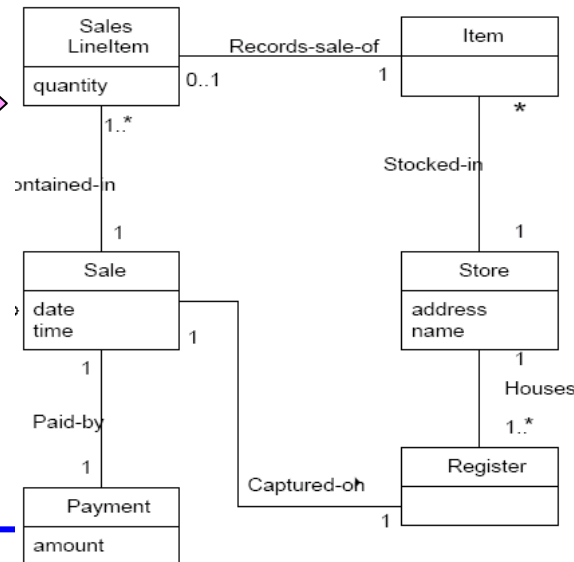 Sales
LineItem
quantity
Records-sale-of
0..1
1
Item
1..*
*
ontained-in
Stocked-in
1
1
Sale
date
time
Store
address
name
1
1
1
Houses
Paid-by
1..*
1
Captured-on
Register
1
Payment
amount